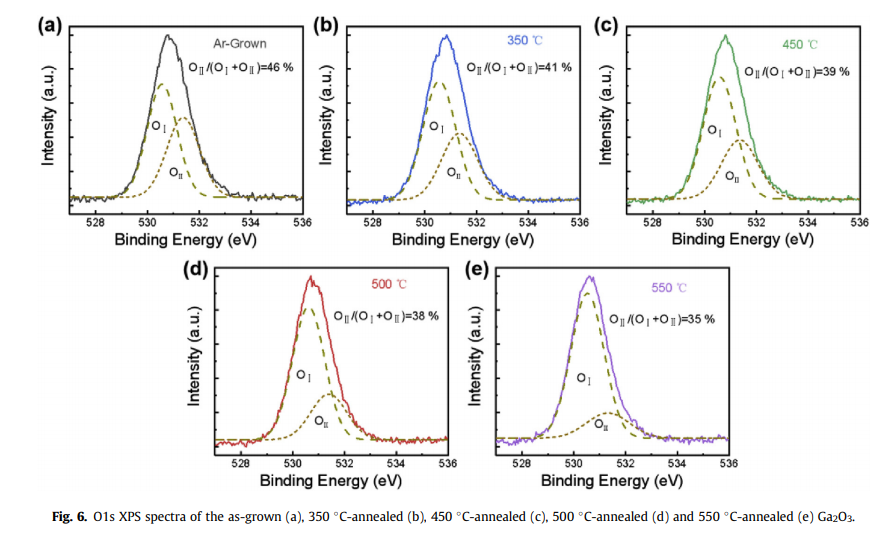 (a)
Ar-Grown
OⅡ/(OⅠ+OⅡ)=46 %
OⅠ
OⅡ
Intensity (a.u.)
528 530 532 534 536
Binding Energy (eV)
(b)
350 ℃
OⅡ/(OⅠ+OⅡ)=41 %
OⅠ
OⅡ
Intensity (a.u.)
528 530 532 534 536
Binding Energy (eV)
(c)
450 ℃
OⅡ/(OⅠ+OⅡ)=39 %
OⅠ
OⅡ
Intensity (a.u.)
528 530 532 534 536
Binding Energy (eV)
(d)
500 ℃
OⅡ/(OⅠ+OⅡ)=38 %
OⅠ
OⅡ
Intensity (a.u.)
528 530 532 534 536
Binding Energy (eV)
(e)
550 ℃
OⅡ/(OⅠ+OⅡ)=35 %
OⅠ
OⅡ
Intensity (a.u.)
528 530 532 534 536
Binding Energy (eV)
Fig. 6. O1s XPS spectra of the as-grown (a), 350 °C-annealed (b), 450 °C-annealed (c), 500 °C-annealed (d) and 550 °C-annealed (e) Ga2O3.